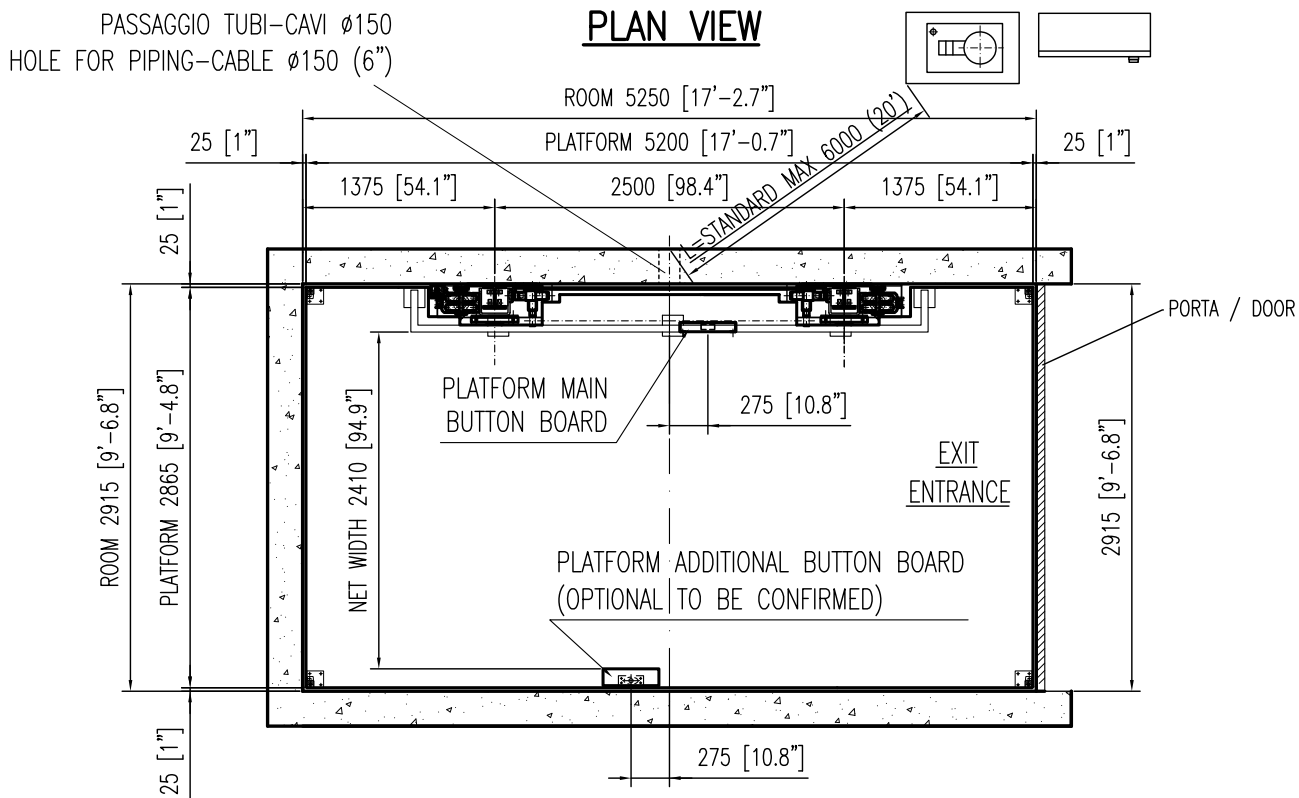 PASSAGGIO TUBI-CAVI ø150
HOLE FOR PIPING-CABLE ø150 (6")
PLAN VIEW
ROOM 5250 [17'-2.7"]
L=STANDARD MAX 6000 (20')
25 [1"]
PLATFORM 5200 [17'-0.7"]
25 [1"]
1375 [54.1"]
2500 [98.4"]
1375 [54.1"]
25 [1"]
PORTA / DOOR
PLATFORM MAIN
BUTTON BOARD
275 [10.8"]
ROOM 2915 [9'-6.8"]
PLATFORM 2865 [9'-4.8"]
NET WIDTH 2410 [94.9"]
EXIT
ENTRANCE
2915 [9'-6.8"]
PLATFORM ADDITIONAL BUTTON BOARD
(OPTIONAL TO BE CONFIRMED)
25 [1"]
275 [10.8"]